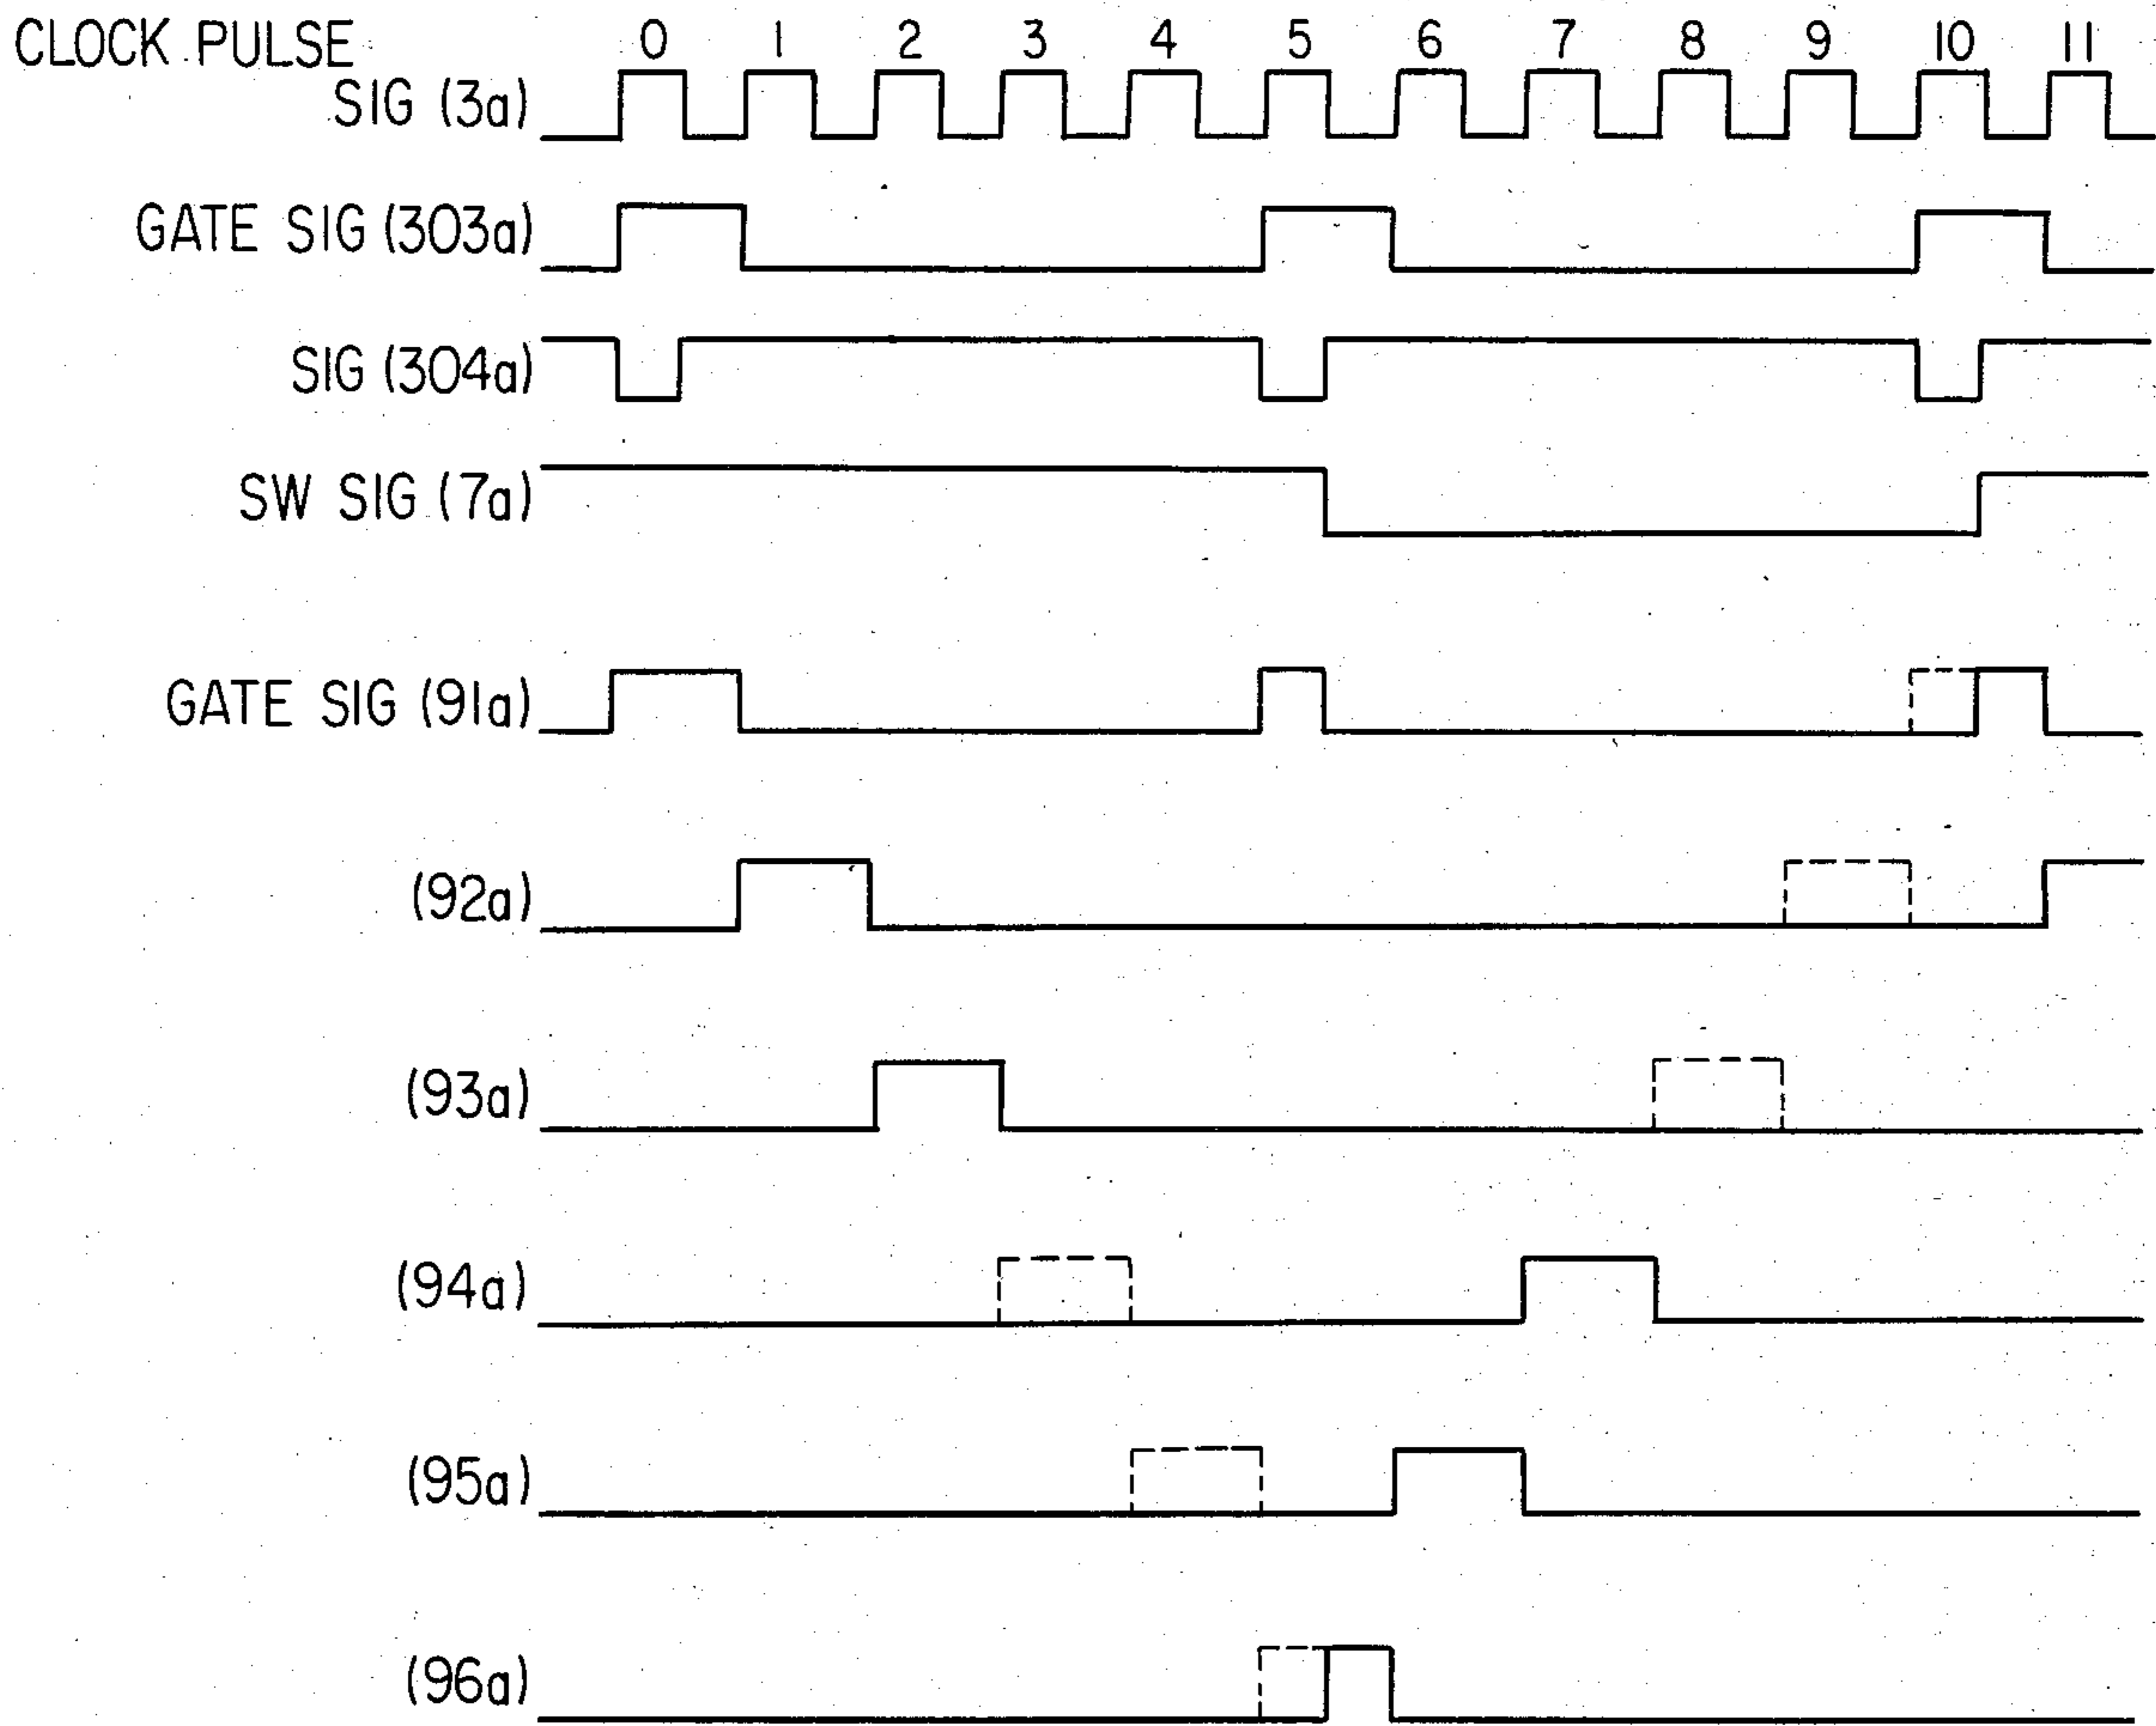 CLOCK PULSE 0 1 2 3 4 5 6 7 8 9 10 11
SIG (3a)
GATE SIG (303a)
SIG (304a)
SW SIG (7a)
GATE SIG (91a)
(92a)
(93a)
(94a)
(95a)
(96a)